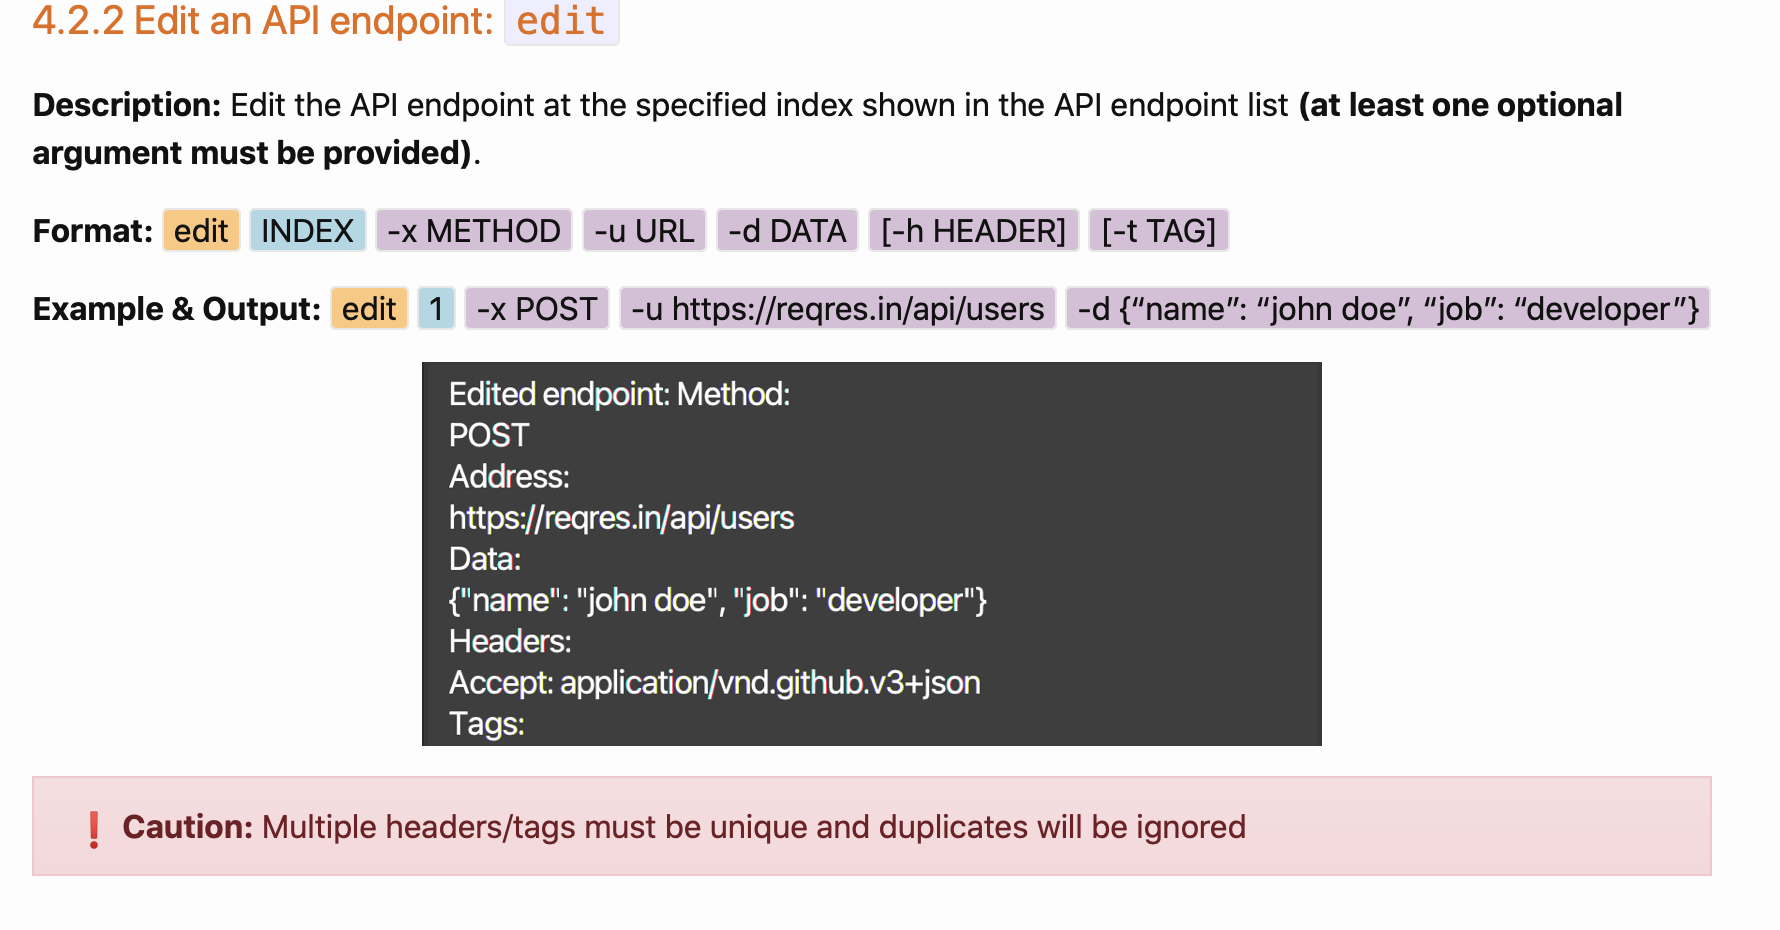 4.2.2 Edit an API endpoint: edit
Description: Edit the API endpoint at the specified index shown in the API endpoint list (at least one optional
argument must be provided).
Format: edit INDEX -x METHOD -u URL -d DATA [-h HEADER] [-t TAG]
Example & Output: edit 1 -x POST -u https://reqres.in/api/users -d {“name”: “john doe”, “job”: “developer”}
Edited endpoint: Method:
POST
Address:
https://reqres.in/api/users
Data:
{"name": "john doe", "job": "developer"}
Headers:
Accept: application/vnd.github.v3+json
Tags:
❗ Caution: Multiple headers/tags must be unique and duplicates will be ignored